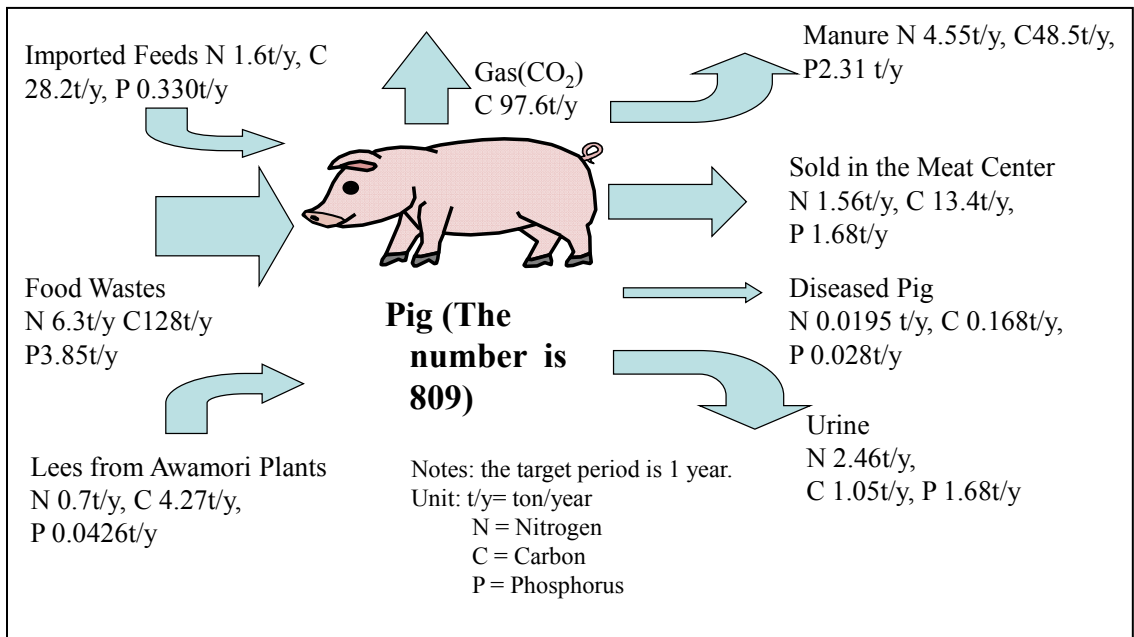 Imported Feeds N 1.6t/y, C
28.2t/y, P 0.330t/y
Food Wastes
N 6.3t/y C128t/y
P3.85t/y
Lees from Awamori Plants
N 0.7t/y, C 4.27t/y,
P 0.0426t/y
Gas(CO₂)
C 97.6t/y
Pig (The
number is
809)
Notes: the target period is 1 year.
Unit: t/y= ton/year
N = Nitrogen
C = Carbon
P = Phosphorus
Manure N 4.55t/y, C48.5t/y,
P2.31 t/y
Sold in the Meat Center
N 1.56t/y, C 13.4t/y,
P 1.68t/y
Diseased Pig
N 0.0195 t/y, C 0.168t/y,
P 0.028t/y
Urine
N 2.46t/y,
C 1.05t/y, P 1.68t/y